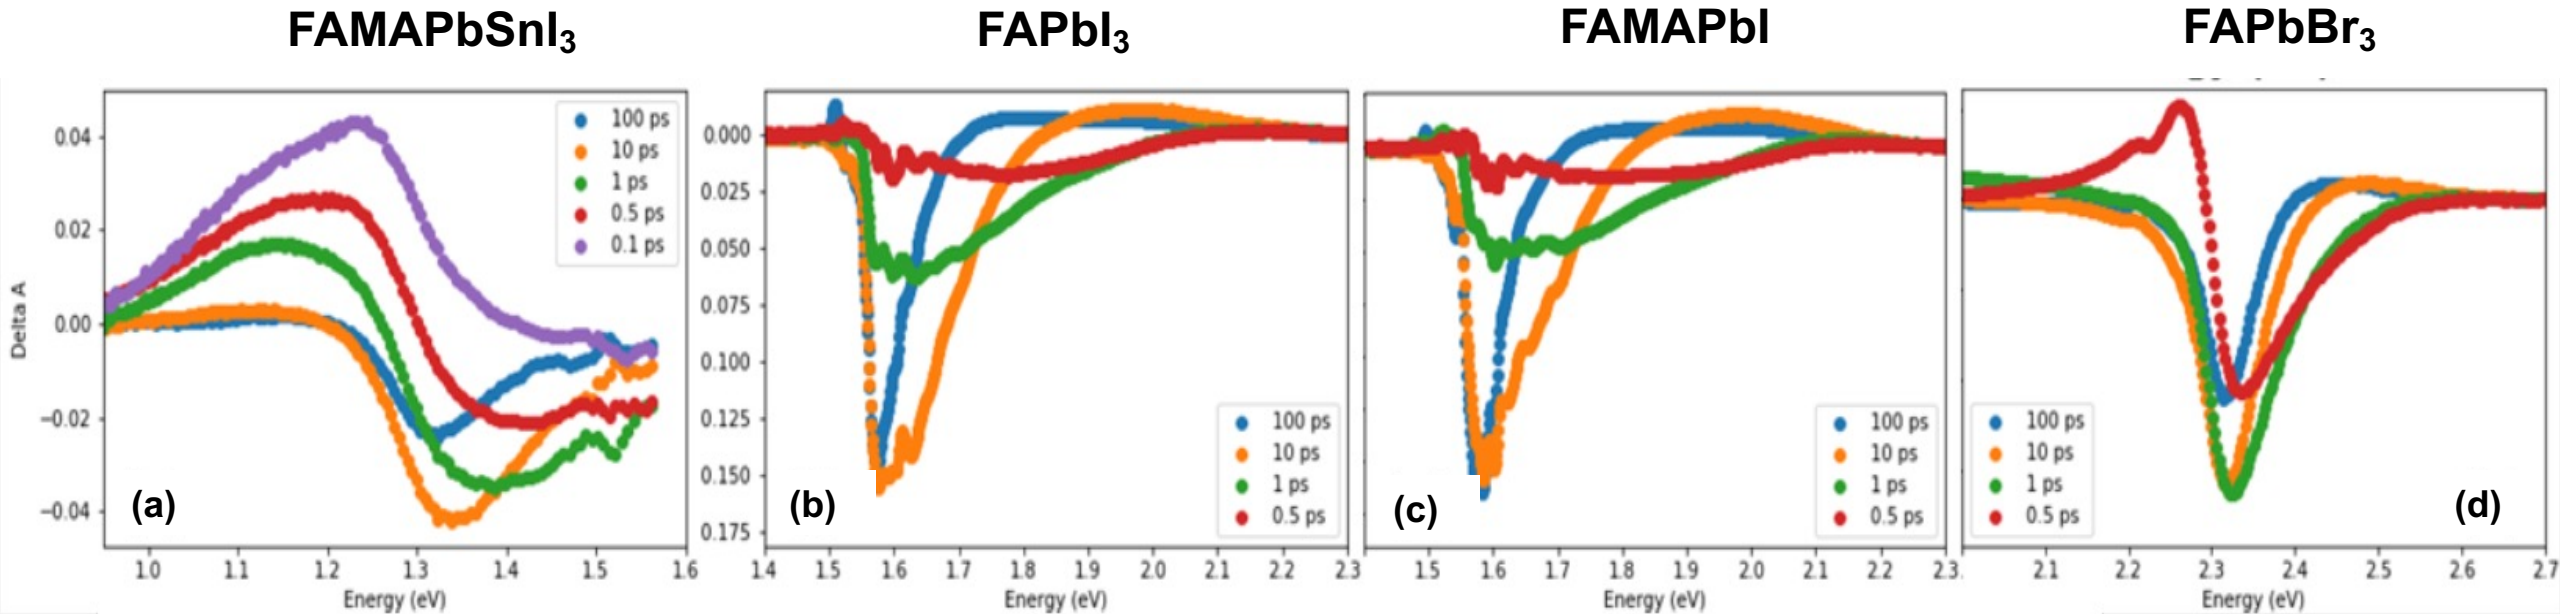 FAMAPbSnI₃
FAPbI₃
FAMAPbI
FAPbBr₃
Delta A
0.04
0.02
0.00
−0.02
−0.04
100 ps
10 ps
1 ps
0.5 ps
0.1 ps
(a)
1.0 1.1 1.2 1.3 1.4 1.5 1.6
Energy (eV)
0.000
0.025
0.050
0.075
0.100
0.125
0.150
0.175
100 ps
10 ps
1 ps
0.5 ps
(b)
1.4 1.5 1.6 1.7 1.8 1.9 2.0 2.1 2.2 2.3
Energy (eV)
100 ps
10 ps
1 ps
0.5 ps
(c)
1.5 1.6 1.7 1.8 1.9 2.0 2.1 2.2 2.3
Energy (eV)
100 ps
10 ps
1 ps
0.5 ps
(d)
2.1 2.2 2.3 2.4 2.5 2.6 2.7
Energy (eV)